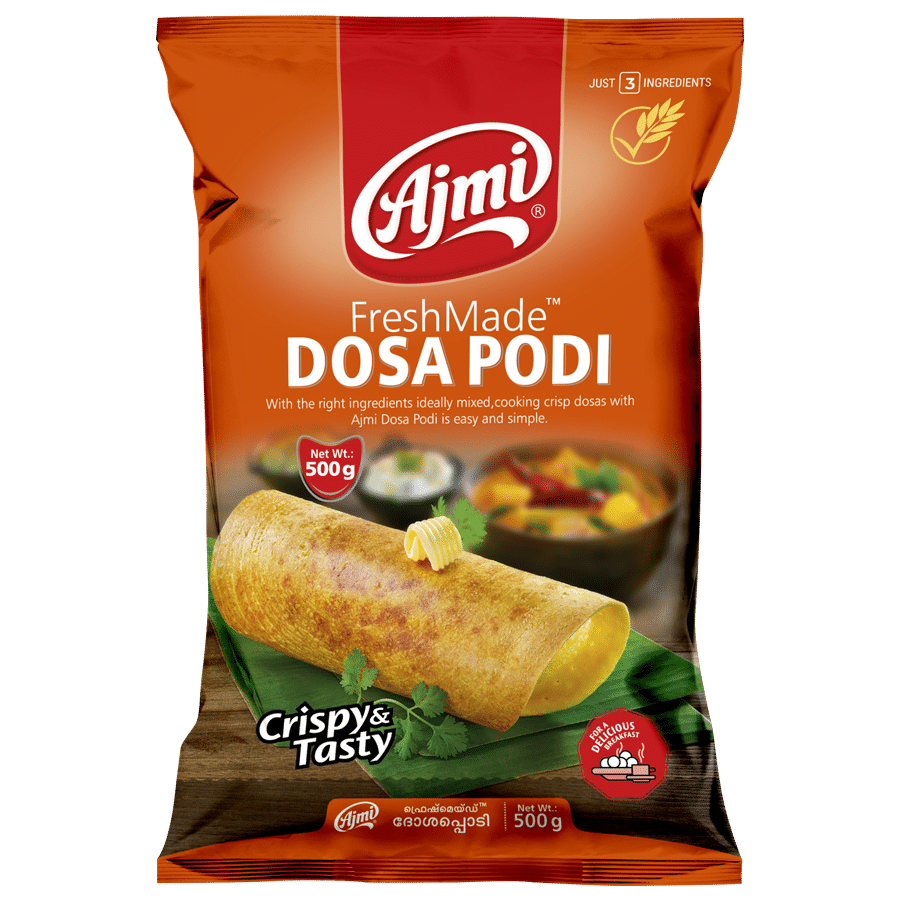 JUST 3 INGREDIENTS
Ajmi®
FreshMade™
DOSA PODI
With the right ingredients ideally mixed,cooking crisp dosas with
Ajmi Dosa Podi is easy and simple.
Net Wt.:
500g
Crispy&
Tasty
FOR A
DELICIOUS
BREAKFAST
Ajmi
ഫ്രെഷ്മെയ്ഡ്™
ദോശപ്പൊടി
Net Wt.:
500g